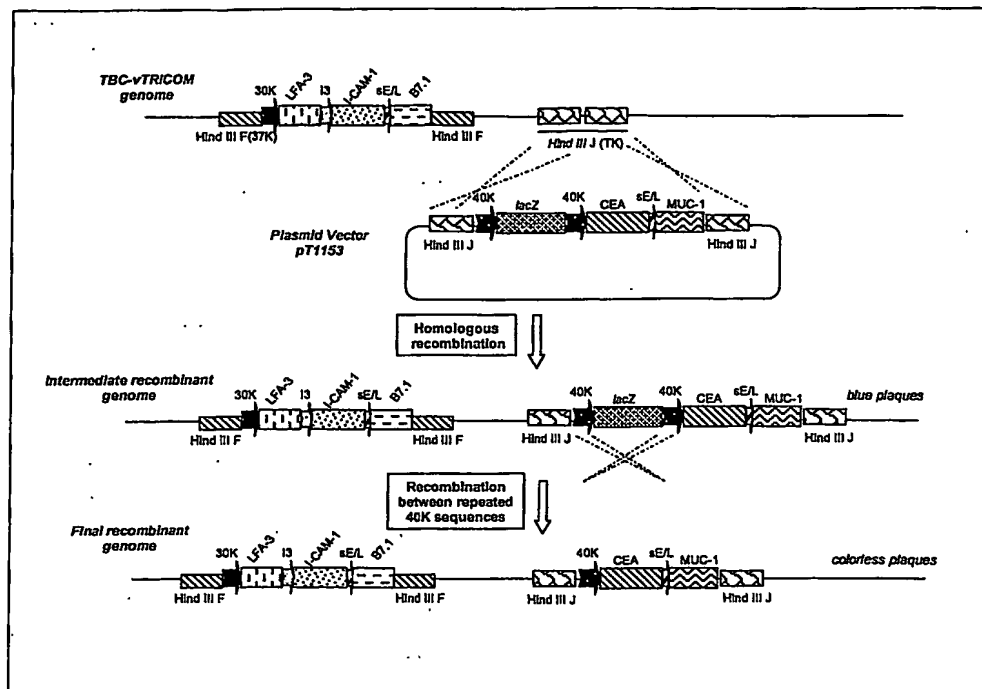 TBC-vTRICOM
genome
30K LFA-3 I3 I-CAM-1 sE/L B7.1
Hind III F(37K) Hind III F
Hind III J (TK)
Plasmid Vector
pT1153
40K lacZ 40K CEA sE/L MUC-1
Hind III J Hind III J
Homologous
recombination
Intermediate recombinant
genome
30K LFA-3 I3 I-CAM-1 sE/L B7.1
40K lacZ 40K CEA sE/L MUC-1
blue plaques
Hind III F Hind III F Hind III J Hind III J
Recombination
between repeated
40K sequences
Final recombinant
genome
30K LFA-3 I3 I-CAM-1 sE/L B7.1
40K CEA sE/L MUC-1
colorless plaques
Hind III F Hind III F Hind III J Hind III J